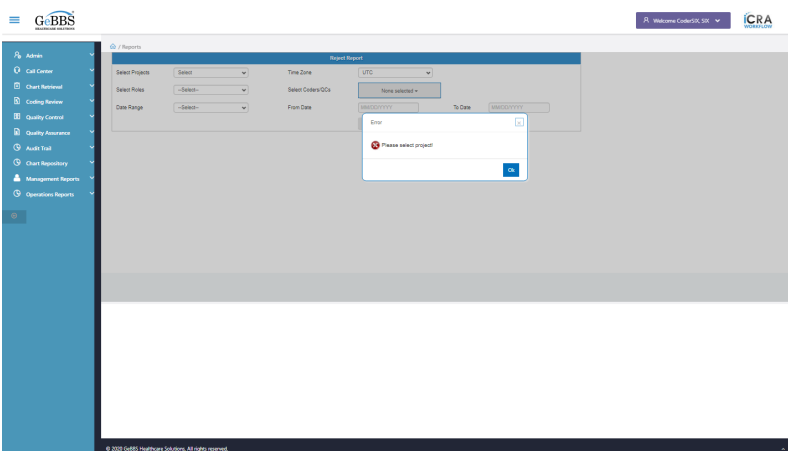 GeBBS
HEALTHCARE SOLUTIONS
Welcome CoderSIX, SIX
iCRA
WORKFLOW
/ Reports
Reject Report
Admin
Call Center
Chart Retrieval
Coding Review
Quality Control
Quality Assurance
Audit Trail
Chart Repository
Management Reports
Operations Reports
Select Projects Select Time Zone UTC
Select Roles --Select-- Select Coders/QCs None selected
Date Range --Select-- From Date MM/DD/YYYY To Date MM/DD/YYYY
Error x
Please select project!
Ok
© 2020 GeBBS Healthcare Solutions. All rights reserved.